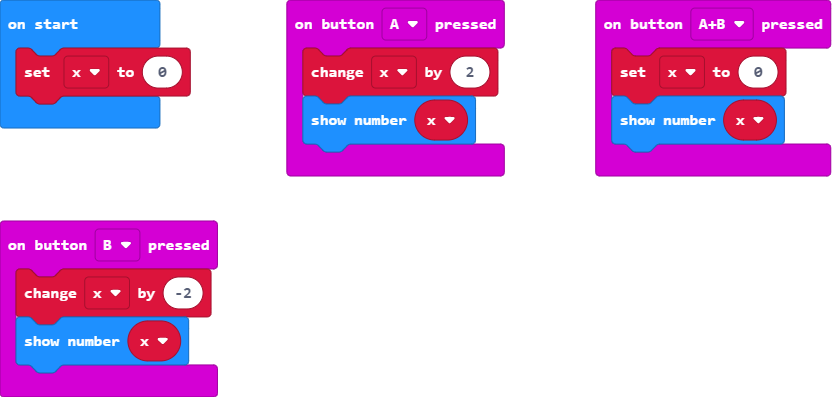 on start
set x to 0
on button A pressed
change x by 2
show number x
on button A+B pressed
set x to 0
show number x
on button B pressed
change x by -2
show number x